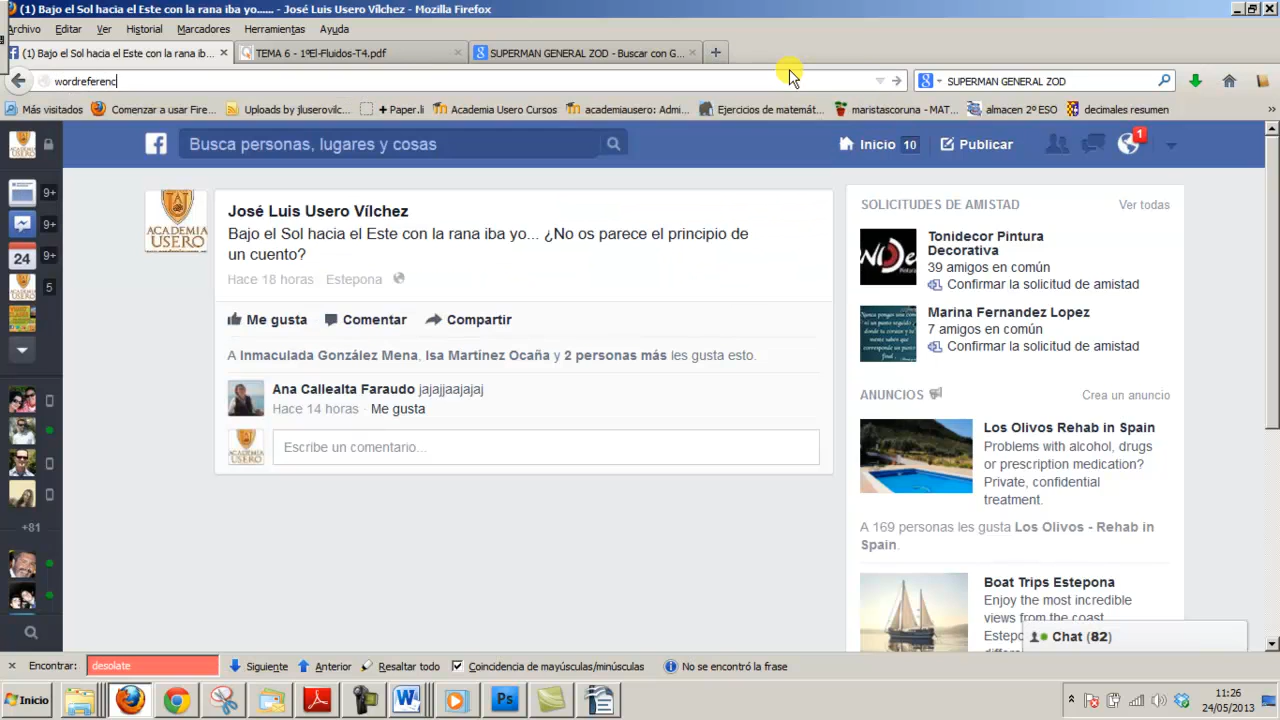 (1) Bajo el Sol hacia el Este con la rana iba yo...... - José Luis Usero Vílchez - Mozilla Firefox
Archivo Editar Ver Historial Marcadores Herramientas Ayuda
(1) Bajo el Sol hacia el Este con la rana ib... TEMA 6 - 1ºEl-Fluidos-T4.pdf SUPERMAN GENERAL ZOD - Buscar con G...
wordreferenc SUPERMAN GENERAL ZOD
Más visitados Comenzar a usar Fire... Uploads by jluservoilc... + Paper.li Academia Usero Cursos academiausero: Admi... Ejercicios de matemát... maristascoruna - MAT... almacen 2º ESO decimales resumen
Busca personas, lugares y cosas Inicio 10 Publicar 1
9+
9+
24 9+
5
+81
José Luis Usero Vílchez
Bajo el Sol hacia el Este con la rana iba yo... ¿No os parece el principio de
un cuento?
Hace 18 horas Estepona
Me gusta Comentar Compartir
A Inmaculada González Mena, Isa Martínez Ocaña y 2 personas más les gusta esto.
Ana Callealta Faraudo jajajjaajajaj
Hace 14 horas · Me gusta
Escribe un comentario...
ACADEMIA
USERO
SOLICITUDES DE AMISTAD Ver todas
Tonidecor Pintura
Decorativa
39 amigos en común
Confirmar la solicitud de amistad
Marina Fernandez Lopez
7 amigos en común
Confirmar la solicitud de amistad
ANUNCIOS Crea un anuncio
Los Olivos Rehab in Spain
Problems with alcohol, drugs
or prescription medication?
Private, confidential
treatment.
A 169 personas les gusta Los Olivos - Rehab in
Spain.
Boat Trips Estepona
Enjoy the most incredible
views from the coast
Chat (82)
Encontrar: desolate Siguiente Anterior Resaltar todo Coincidencia de mayúsculas/minúsculas No se encontró la frase
Inicio
11:26
24/05/2013